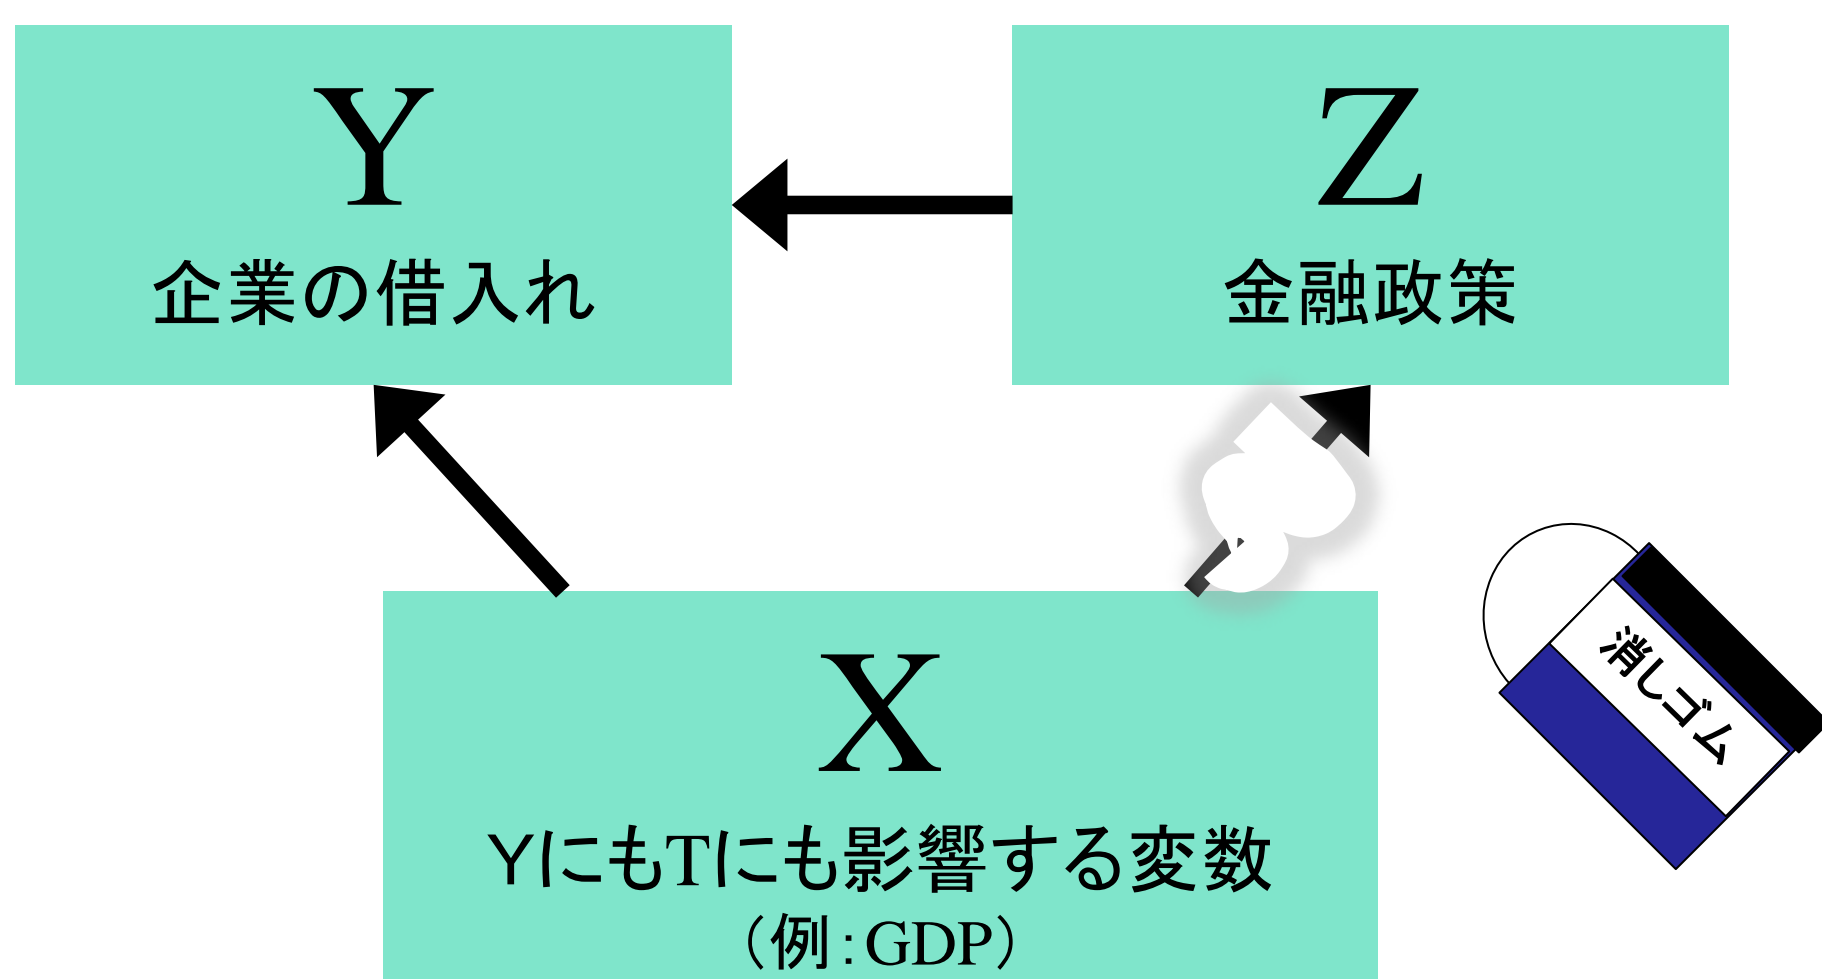 Y
企業の借入れ
Z
金融政策
X
YにもTにも影響する変数
（例：GDP）
消しゴム